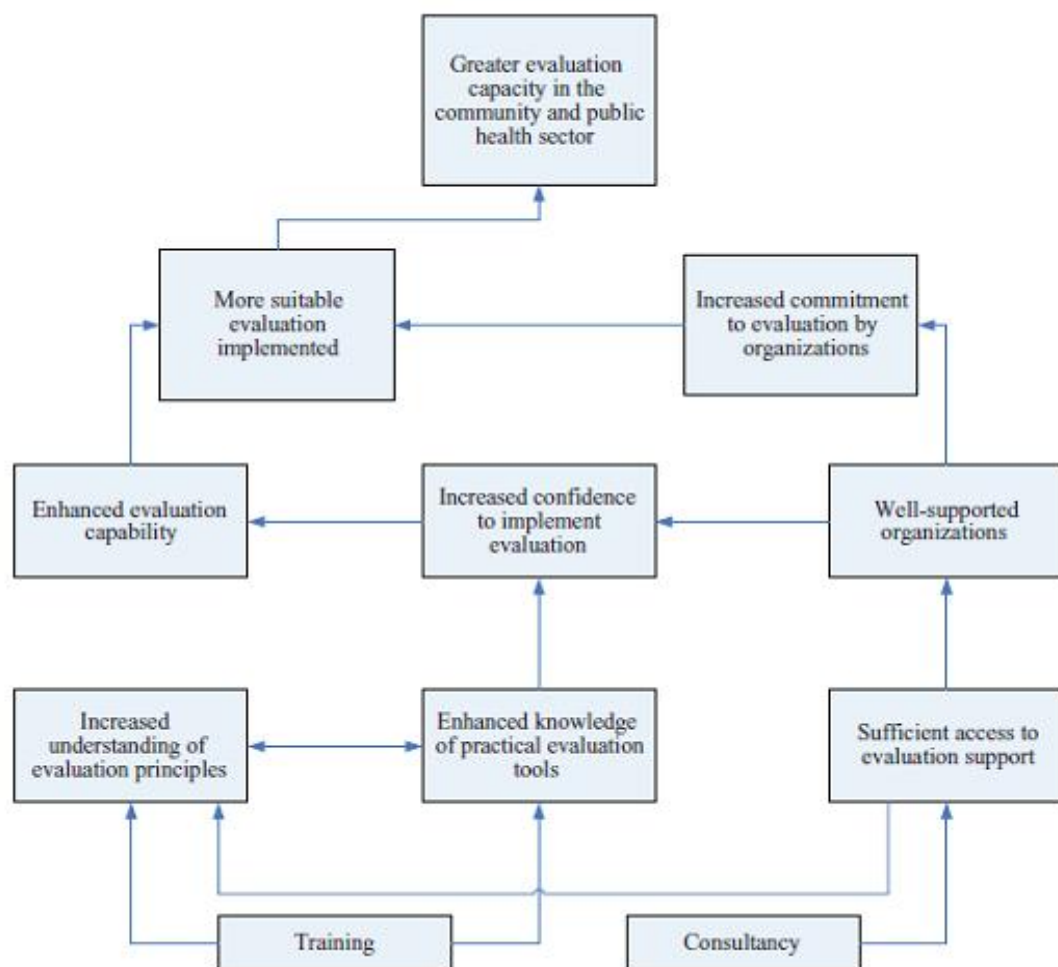 Greater evaluation
capacity in the
community and public
health sector
More suitable
evaluation
implemented
Increased commitment
to evaluation by
organizations
Enhanced evaluation
capability
Increased confidence
to implement
evaluation
Well-supported
organizations
Increased
understanding of
evaluation principles
Enhanced knowledge
of practical evaluation
tools
Sufficient access to
evaluation support
Training
Consultancy